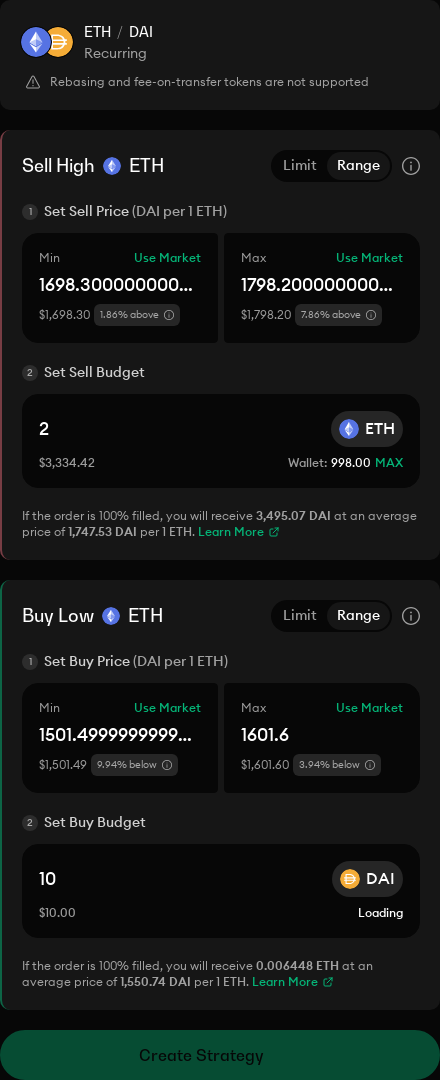 ETH / DAI
Recurring
Rebasing and fee-on-transfer tokens are not supported
Sell High ETH Limit Range
1 Set Sell Price (DAI per 1 ETH)
Min Use Market Max Use Market
1698.300000000... 1798.200000000...
$1,698.30 1.86% above $1,798.20 7.86% above
2 Set Sell Budget
2 ETH
$3,334.42 Wallet: 998.00 MAX
If the order is 100% filled, you will receive 3,495.07 DAI at an average
price of 1,747.53 DAI per 1 ETH. Learn More
Buy Low ETH Limit Range
1 Set Buy Price (DAI per 1 ETH)
Min Use Market Max Use Market
1501.4999999999... 1601.6
$1,501.49 9.94% below $1,601.60 3.94% below
2 Set Buy Budget
10 DAI
$10.00 Loading
If the order is 100% filled, you will receive 0.006448 ETH at an
average price of 1,550.74 DAI per 1 ETH. Learn More
Create Strategy